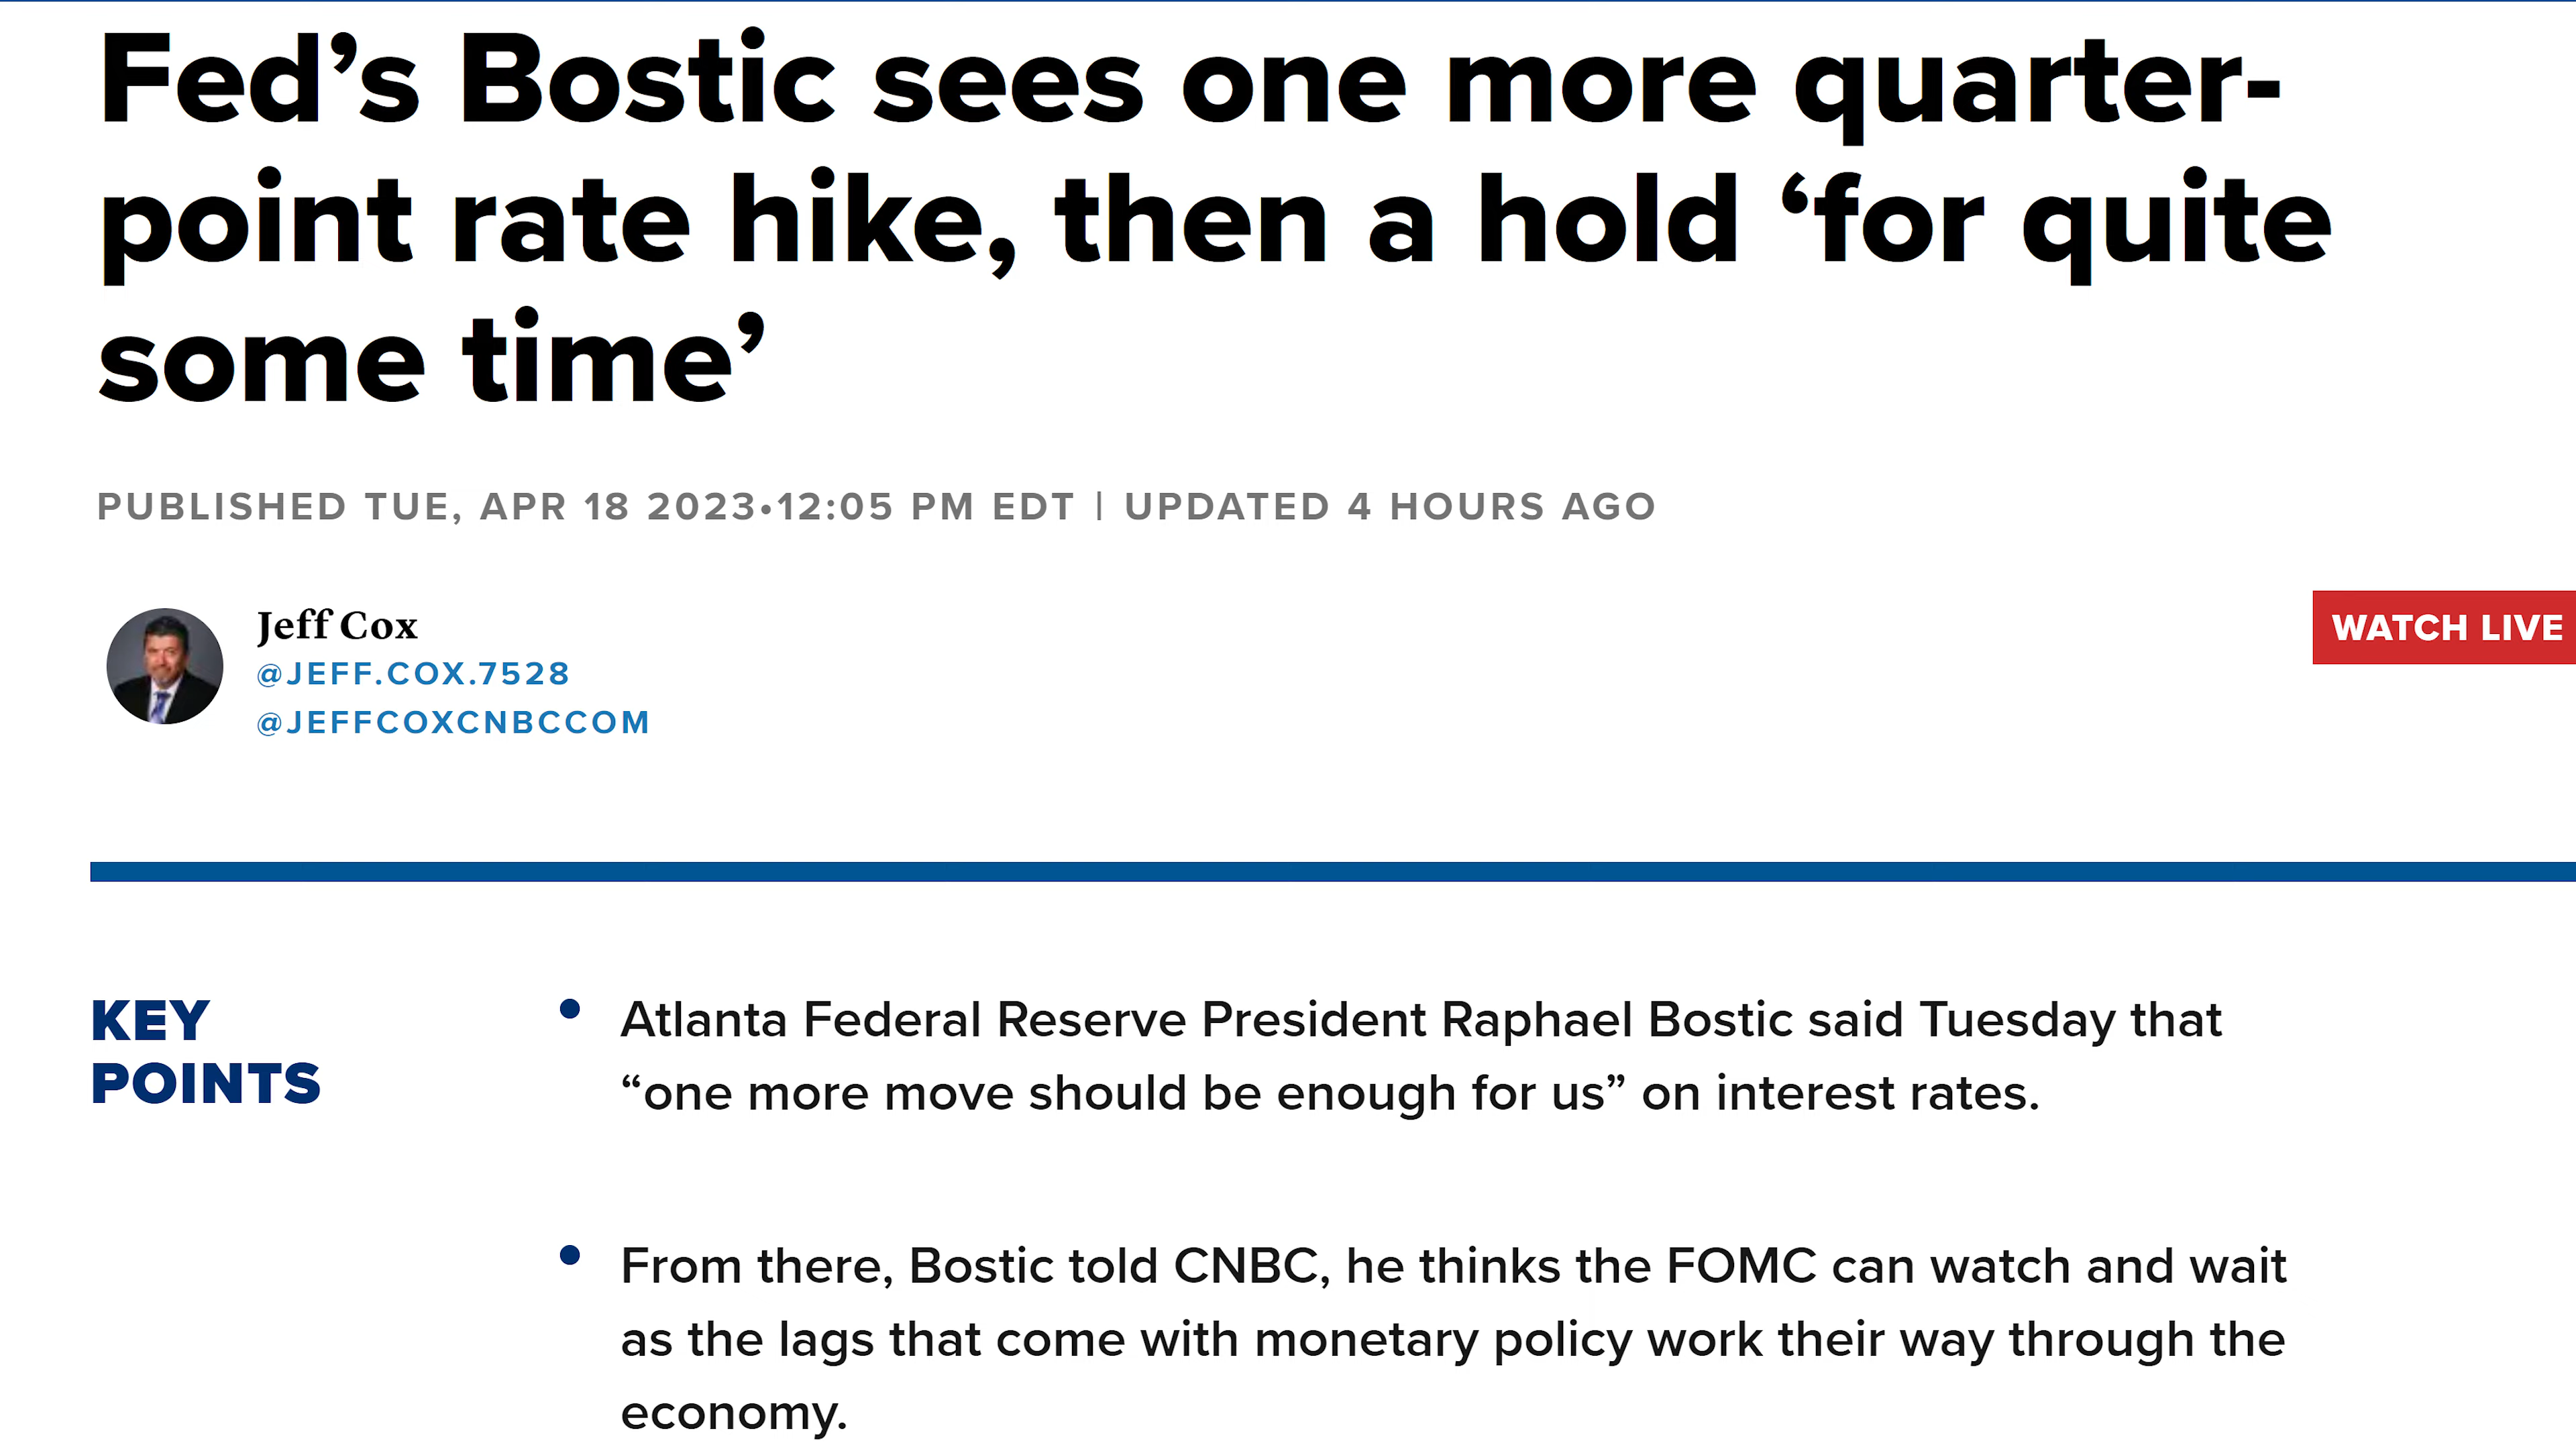 Fed’s Bostic sees one more quarter-
point rate hike, then a hold ‘for quite
some time’
PUBLISHED TUE, APR 18 2023•12:05 PM EDT | UPDATED 4 HOURS AGO
Jeff Cox
@JEFF.COX.7528
@JEFFCOXCNBCCOM
WATCH LIVE
KEY
POINTS
• Atlanta Federal Reserve President Raphael Bostic said Tuesday that
“one more move should be enough for us” on interest rates.
• From there, Bostic told CNBC, he thinks the FOMC can watch and wait
as the lags that come with monetary policy work their way through the
economy.